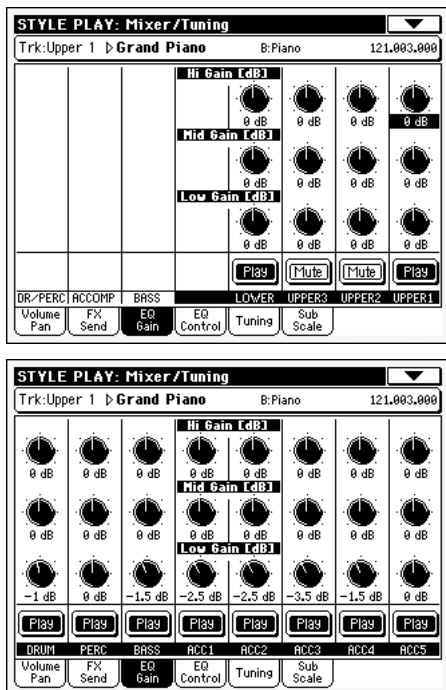 STYLE PLAY: Mixer/Tuning
Trk:Upper 1 ▷Grand Piano B:Piano 121.003.000
Hi Gain [dB]
0 dB 0 dB 0 dB 0 dB
Mid Gain [dB]
0 dB 0 dB 0 dB 0 dB
Low Gain [dB]
0 dB 0 dB 0 dB 0 dB
Play Mute Mute Play
DR/PERC ACCOMP BASS LOWER UPPER3 UPPER2 UPPER1
Volume Pan FX Send EQ Gain EQ Control Tuning Sub Scale
STYLE PLAY: Mixer/Tuning
Trk:Upper 1 ▷Grand Piano B:Piano 121.003.000
Hi Gain [dB]
0 dB 0 dB 0 dB 0 dB 0 dB 0 dB 0 dB 0 dB
Mid Gain [dB]
0 dB 0 dB 0 dB 0 dB 0 dB 0 dB 0 dB 0 dB
Low Gain [dB]
-1 dB 0 dB -1.5 dB -2.5 dB -2.5 dB -3.5 dB -1.5 dB 0 dB
Play Play Play Play Play Play Play Play
DRUM PERC BASS ACC1 ACC2 ACC3 ACC4 ACC5
Volume Pan FX Send EQ Gain EQ Control Tuning Sub Scale